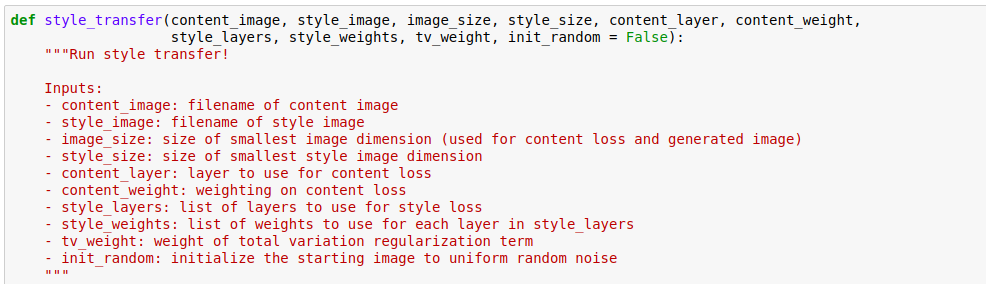 def style_transfer(content_image, style_image, image_size, style_size, content_layer, content_weight,
                   style_layers, style_weights, tv_weight, init_random = False):
    """Run style transfer!

    Inputs:
    - content_image: filename of content image
    - style_image: filename of style image
    - image_size: size of smallest image dimension (used for content loss and generated image)
    - style_size: size of smallest style image dimension
    - content_layer: layer to use for content loss
    - content_weight: weighting on content loss
    - style_layers: list of layers to use for style loss
    - style_weights: list of weights to use for each layer in style_layers
    - tv_weight: weight of total variation regularization term
    - init_random: initialize the starting image to uniform random noise
    """